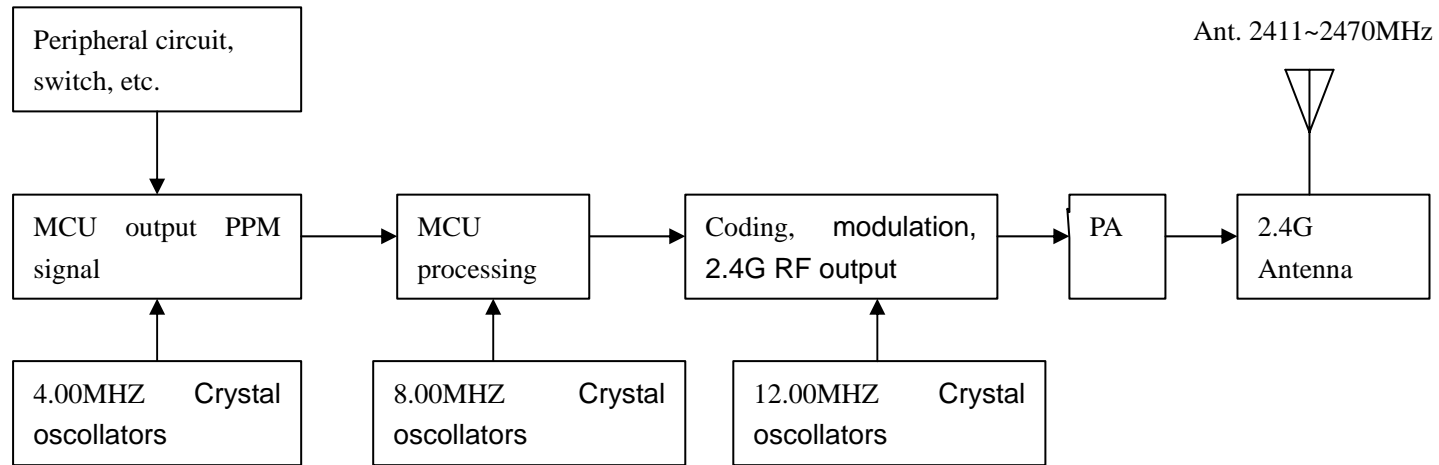 Peripheral circuit,
switch, etc.
Ant. 2411~2470MHz
MCU output PPM
signal
MCU
processing
Coding, modulation,
2.4G RF output
PA
2.4G
Antenna
4.00MHZ Crystal
oscollators
8.00MHZ Crystal
oscollators
12.00MHZ Crystal
oscollators